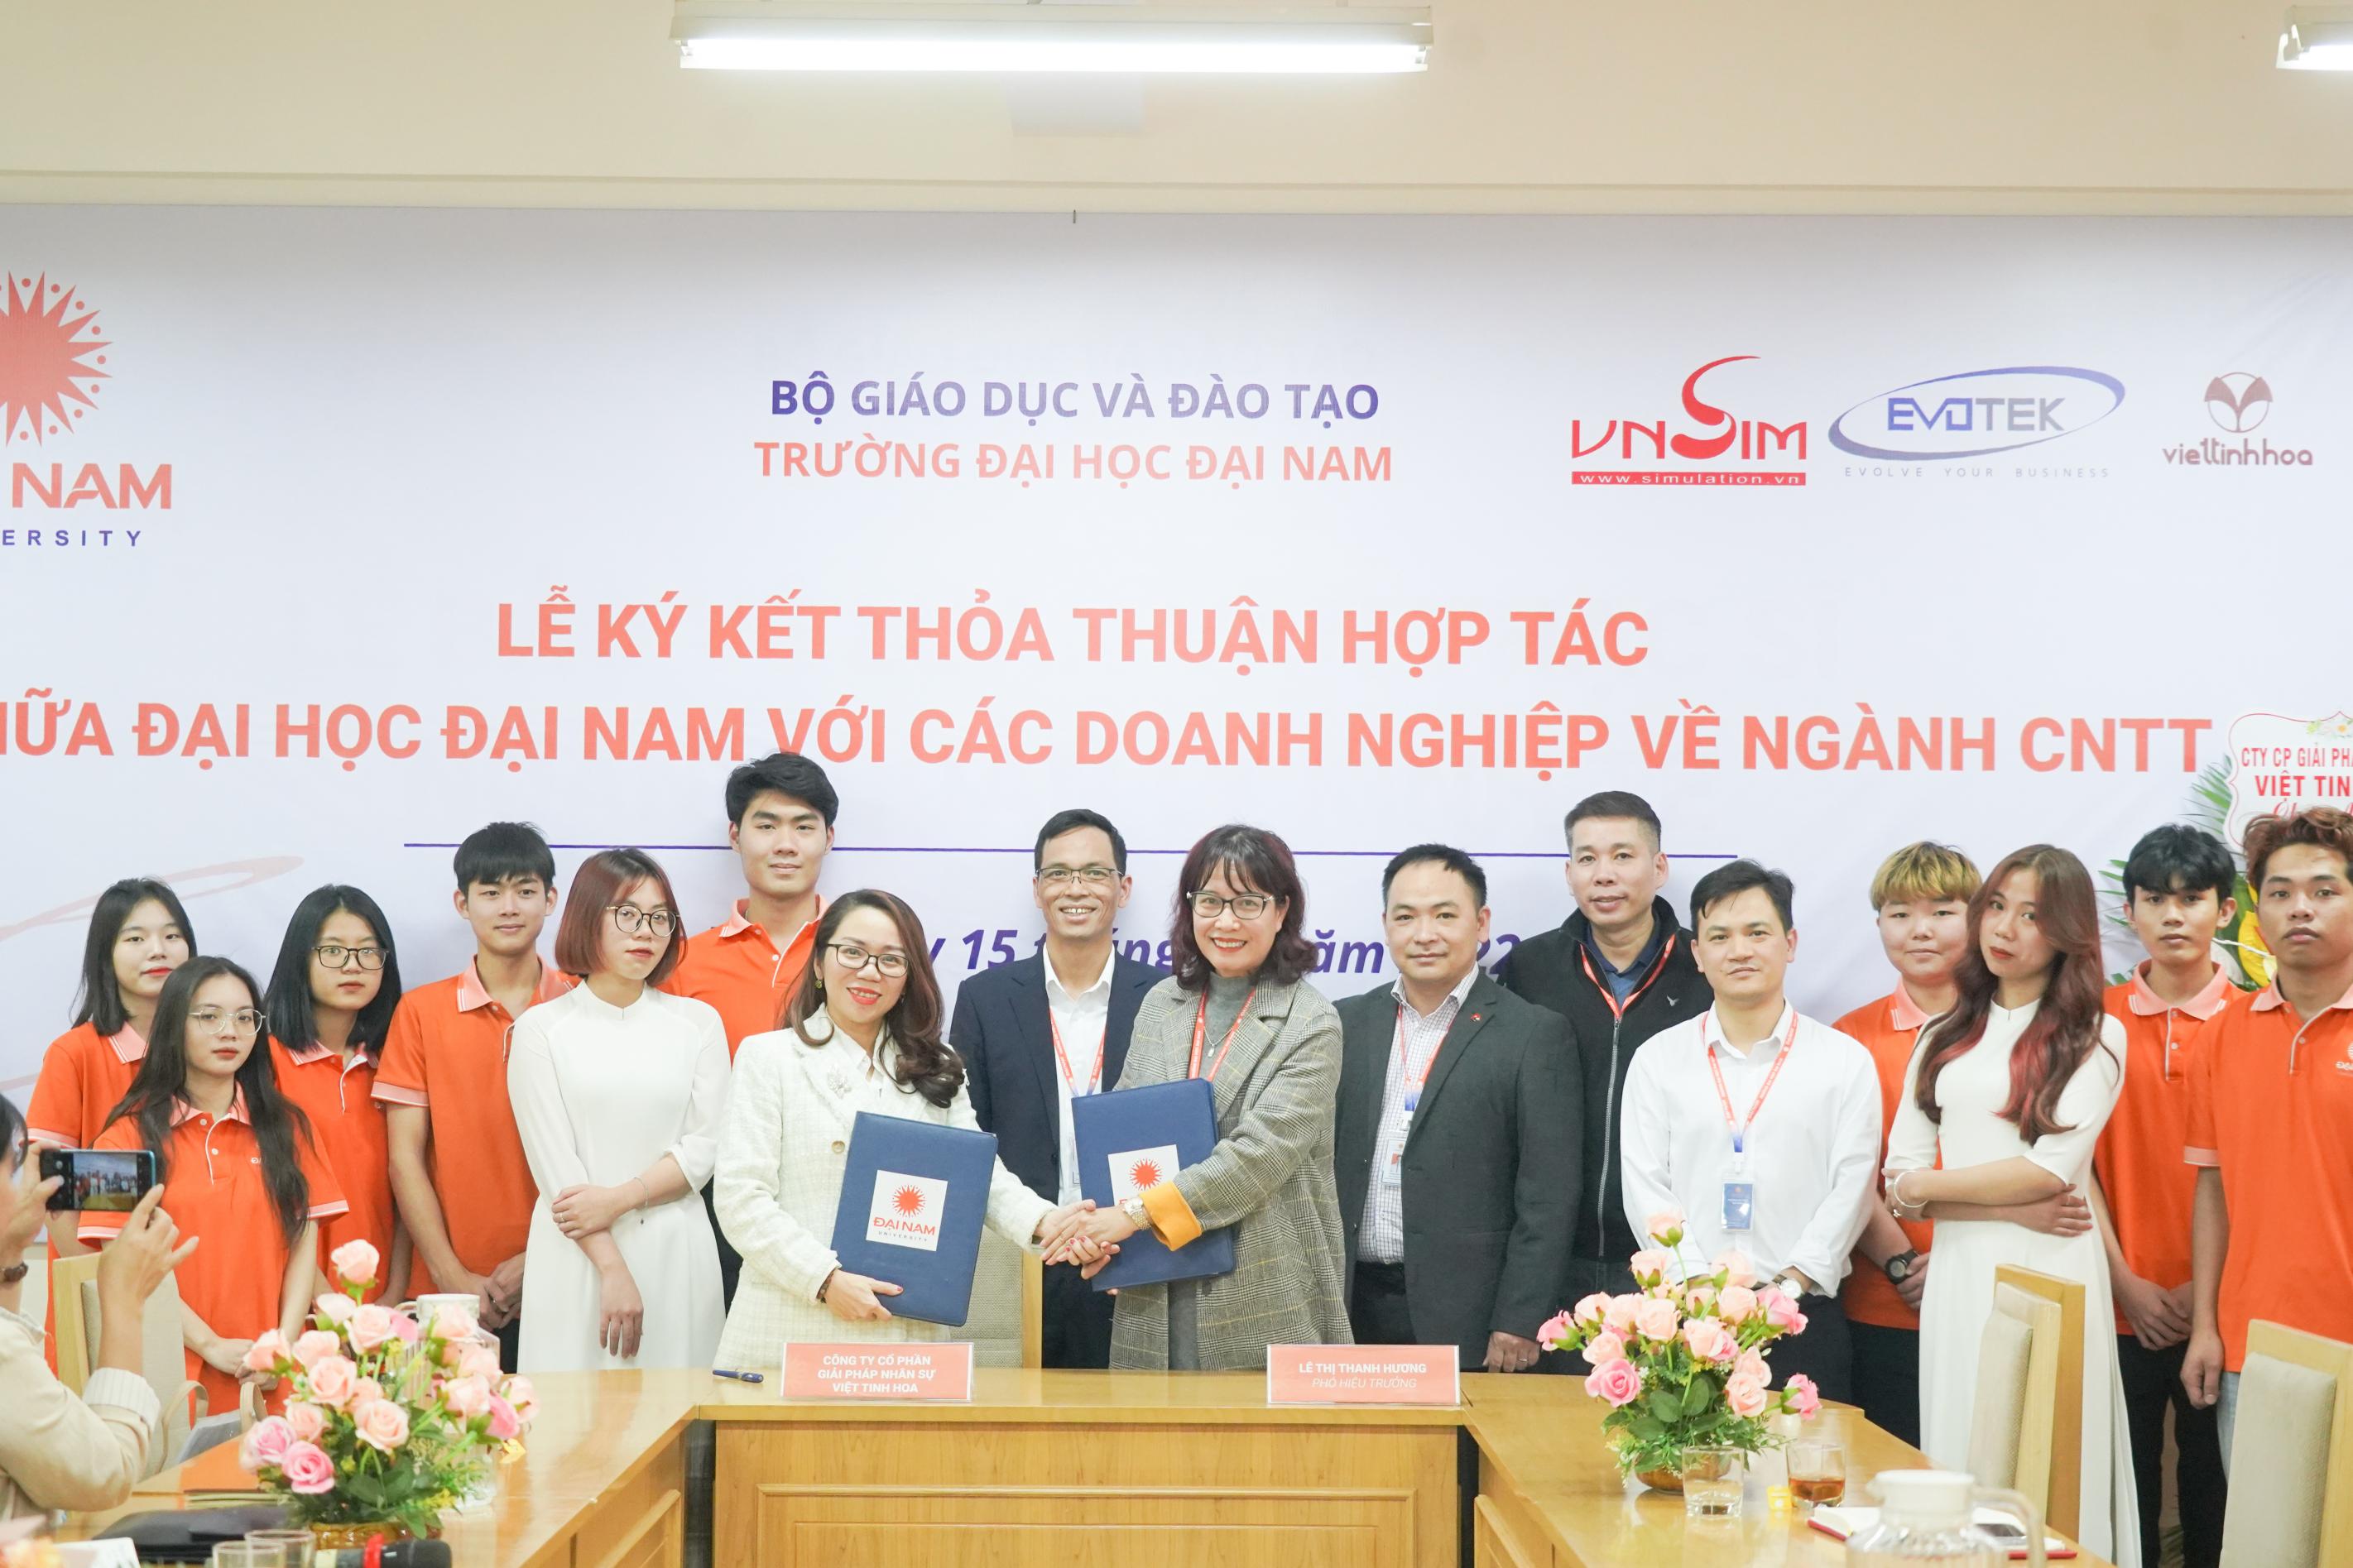 NAM
ERSITY
BỘ GIÁO DỤC VÀ ĐÀO TẠO
TRƯỜNG ĐẠI HỌC ĐẠI NAM
VNSIM
www.simulation.vn
EVOTEK
EVOLVE YOUR BUSINESS
viettinhhoa
LỄ KÝ KẾT THỎA THUẬN HỢP TÁC
ỮA ĐẠI HỌC ĐẠI NAM VỚI CÁC DOANH NGHIỆP VỀ NGÀNH CNTT
CTY CP GIẢI PH
VIỆT TIN
15
ăm
ĐẠI NAM
UNIVERSITY
CÔNG TY CỔ PHẦN
GIẢI PHÁP NHÂN SỰ
VIỆT TINH HOA
LÊ THỊ THANH HƯƠNG
PHÓ HIỆU TRƯỞNG